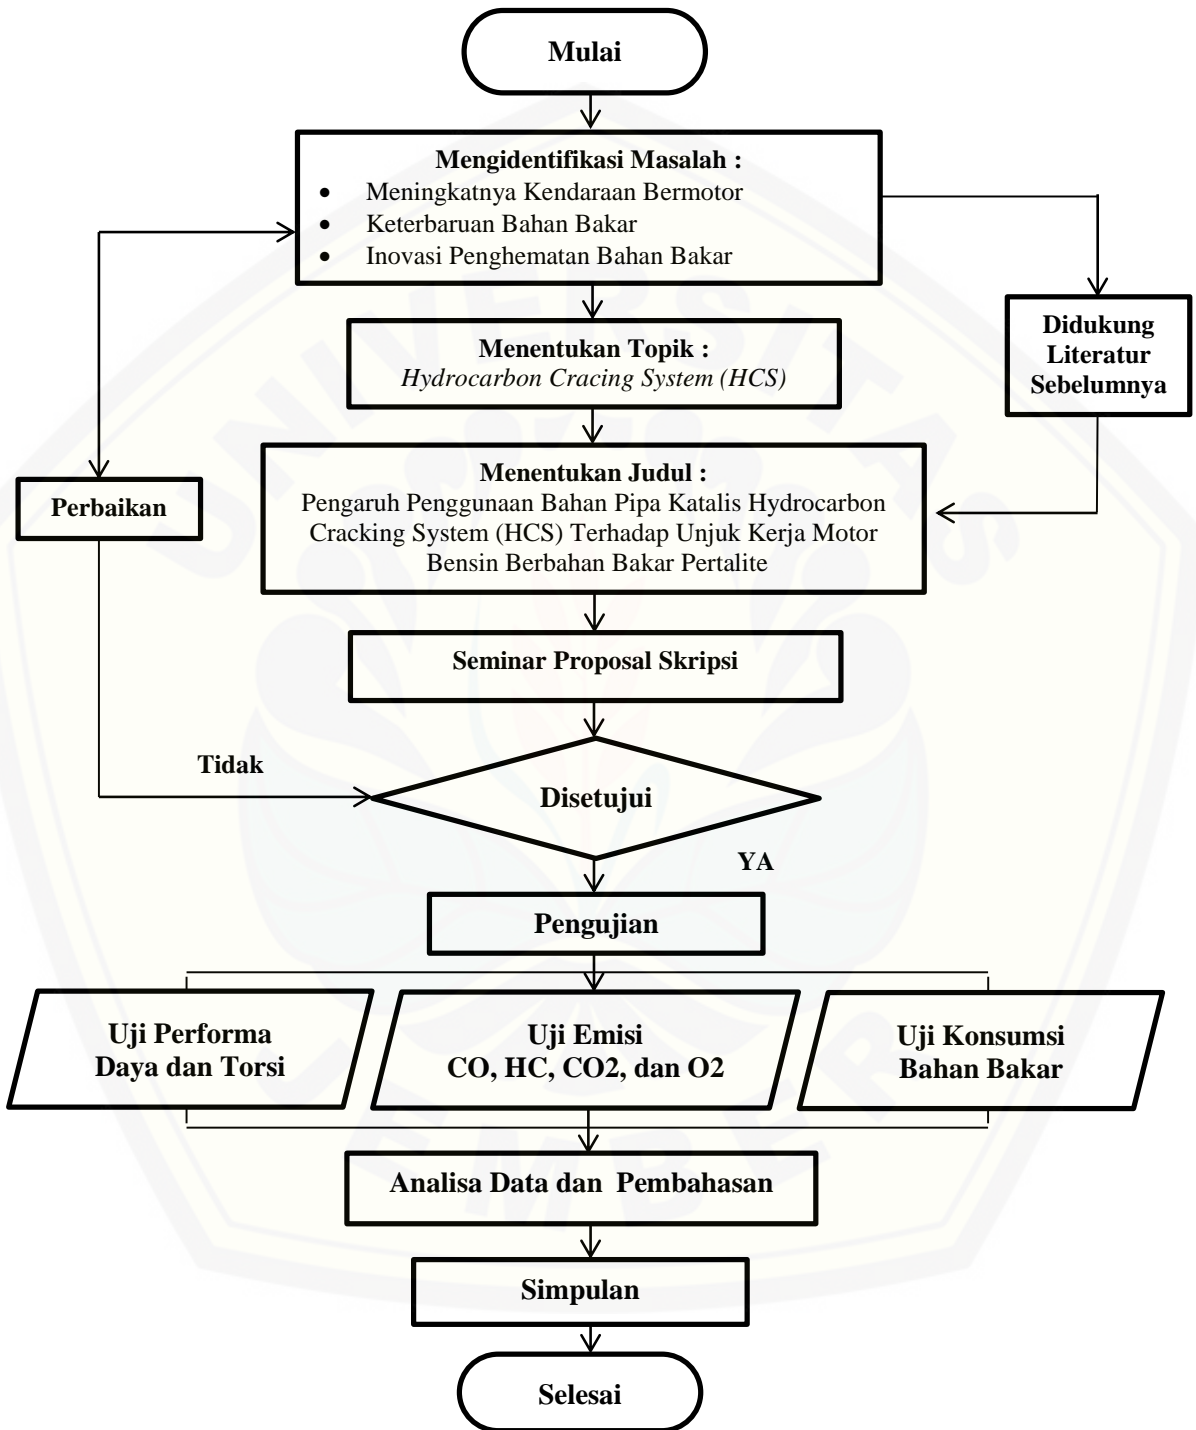 Mulai
Mengidentifikasi Masalah :
• Meningkatnya Kendaraan Bermotor
• Keterbaruan Bahan Bakar
• Inovasi Penghematan Bahan Bakar
Didukung
Literatur
Sebelumnya
Menentukan Topik :
Hydrocarbon Cracing System (HCS)
Menentukan Judul :
Pengaruh Penggunaan Bahan Pipa Katalis Hydrocarbon
Cracking System (HCS) Terhadap Unjuk Kerja Motor
Bensin Berbahan Bakar Pertalite
Perbaikan
Seminar Proposal Skripsi
Tidak
Disetujui
YA
Pengujian
Uji Performa
Daya dan Torsi
Uji Emisi
CO, HC, CO2, dan O2
Uji Konsumsi
Bahan Bakar
Analisa Data dan  Pembahasan
Simpulan
Selesai
UNIVERSITAS
JEMBER